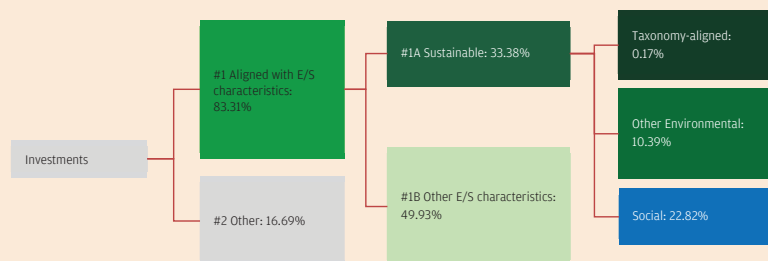 Investments
#1 Aligned with E/S
characteristics:
83.31%
#2 Other: 16.69%
#1A Sustainable: 33.38%
#1B Other E/S characteristics:
49.93%
Taxonomy-aligned:
0.17%
Other Environmental:
10.39%
Social: 22.82%